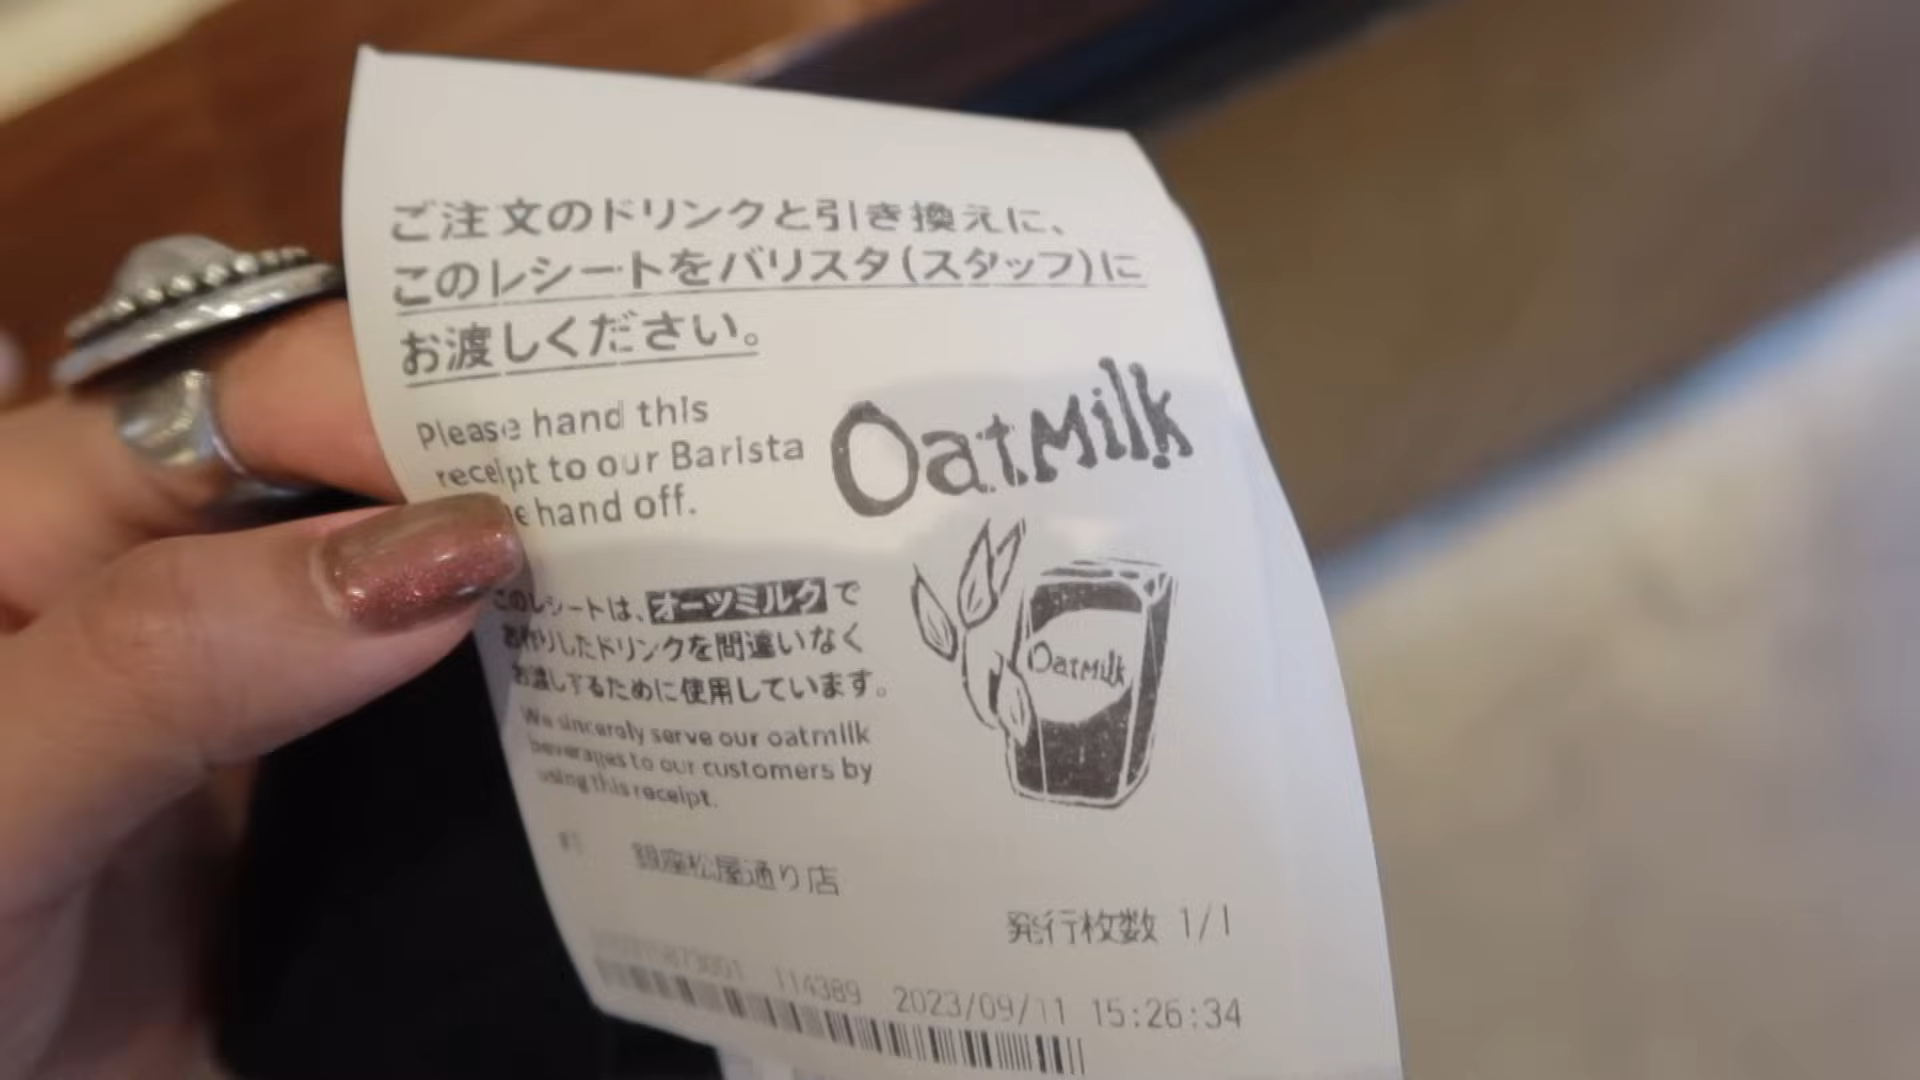 ご注文のドリンクと引き換えに、
このレシートをバリスタ(スタッフ)に
お渡しください。
Please hand this
receipt to our Barista
hand off.
OatMilk
このレシートは、オーツミルクで
お作りしたドリンクを間違いなく
お渡しするために使用しています。
OatMilk
We sincerely serve our oatmilk
beverages to our customers by
using this receipt.
銀座松屋通り店
発行枚数 1/1
114389 2023/09/11 15:26:34